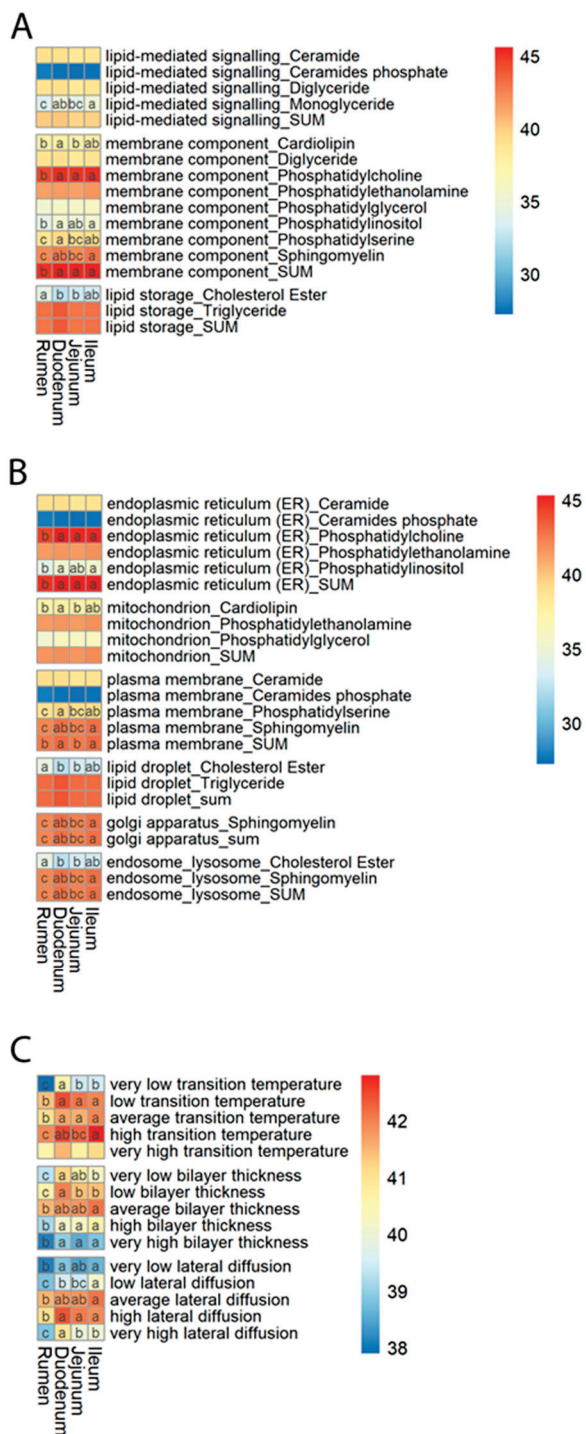 A
lipid-mediated signalling_Ceramide
lipid-mediated signalling_Ceramides phosphate
lipid-mediated signalling_Diglyceride
c ab bc a lipid-mediated signalling_Monoglyceride
lipid-mediated signalling_SUM
b a b ab membrane component_Cardiolipin
membrane component_Diglyceride
b a a a membrane component_Phosphatidylcholine
membrane component_Phosphatidylethanolamine
membrane component_Phosphatidylglycerol
b a ab a membrane component_Phosphatidylinositol
c a bc ab membrane component_Phosphatidylserine
c ab bc a membrane component_Sphingomyelin
b a a a membrane component_SUM
a b b ab lipid storage_Cholesterol Ester
lipid storage_Triglyceride
lipid storage_SUM
Rumen
Duodenum
Jejunum
Ileum
45
40
35
30
B
endoplasmic reticulum (ER)_Ceramide
endoplasmic reticulum (ER)_Ceramides phosphate
b a a a endoplasmic reticulum (ER)_Phosphatidylcholine
endoplasmic reticulum (ER)_Phosphatidylethanolamine
b a ab a endoplasmic reticulum (ER)_Phosphatidylinositol
b a a a endoplasmic reticulum (ER)_SUM
b a b ab mitochondrion_Cardiolipin
mitochondrion_Phosphatidylethanolamine
mitochondrion_Phosphatidylglycerol
mitochondrion_SUM
plasma membrane_Ceramide
plasma membrane_Ceramides phosphate
c a bc ab plasma membrane_Phosphatidylserine
c ab bc a plasma membrane_Sphingomyelin
b a b a plasma membrane_SUM
a b b ab lipid droplet_Cholesterol Ester
lipid droplet_Triglyceride
lipid droplet_sum
c ab bc a golgi apparatus_Sphingomyelin
c ab bc a golgi apparatus_sum
a b b ab endosome_lysosome_Cholesterol Ester
c ab bc a endosome_lysosome_Sphingomyelin
c ab bc a endosome_lysosome_SUM
Rumen
Duodenum
Jejunum
Ileum
45
40
35
30
C
c a b b very low transition temperature
b a a a low transition temperature
b a a a average transition temperature
c ab bc a high transition temperature
very high transition temperature
c a ab b very low bilayer thickness
c a b b low bilayer thickness
b ab ab a average bilayer thickness
b a a a high bilayer thickness
b a a a very high bilayer thickness
b a ab a very low lateral diffusion
c b bc a low lateral diffusion
b ab ab a average lateral diffusion
b a a a high lateral diffusion
c a b b very high lateral diffusion
Rumen
Duodenum
Jejunum
Ileum
42
41
40
39
38